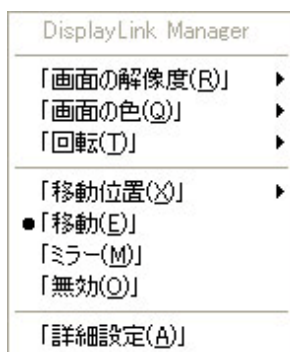 DisplayLink Manager
「画面の解像度(R)」
「画面の色(Q)」
「回転(T)」
「移動位置(X)」
「移動(E)」
「ミラー(M)」
「無効(O)」
「詳細設定(A)」